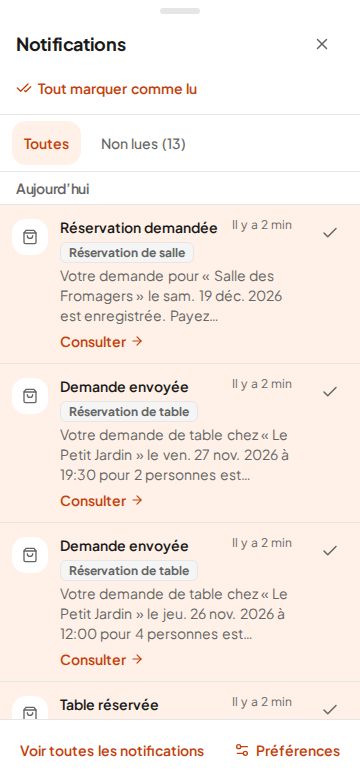 Notifications
Tout marquer comme lu
Toutes
Non lues (13)
Aujourd'hui
Réservation demandée
Il y a 2 min
Réservation de salle
Votre demande pour « Salle des
Fromagers » le sam. 19 déc. 2026
est enregistrée. Payez…
Consulter
Demande envoyée
Il y a 2 min
Réservation de table
Votre demande de table chez « Le
Petit Jardin » le ven. 27 nov. 2026 à
19:30 pour 2 personnes est…
Consulter
Demande envoyée
Il y a 2 min
Réservation de table
Votre demande de table chez « Le
Petit Jardin » le jeu. 26 nov. 2026 à
12:00 pour 4 personnes est…
Consulter
Table réservée
Il y a 2 min
Voir toutes les notifications
Préférences